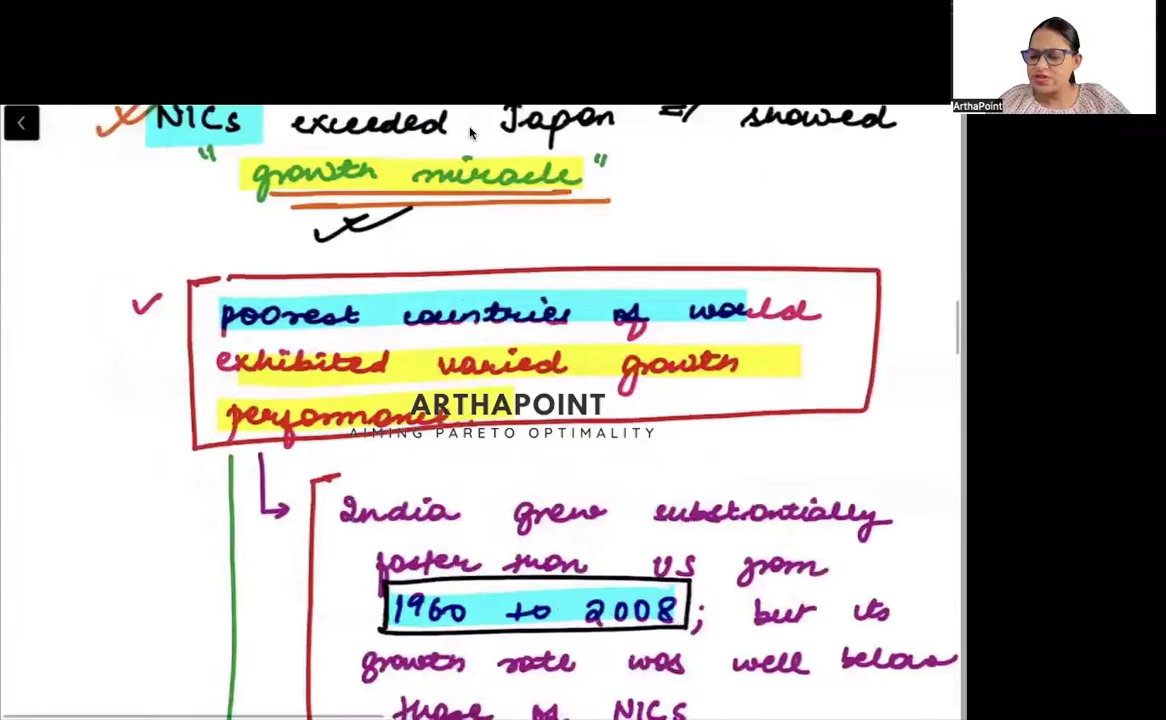 ArthaPoint
NICs exceeded Japan => showed
"growth miracle"
poorest countries of world
exhibited varied growth
performance
ARTHAPOINT
AIMING PARETO OPTIMALITY
India grew substantially
faster than US from
1960 to 2008; but its
growth rate was well below
those of NICs